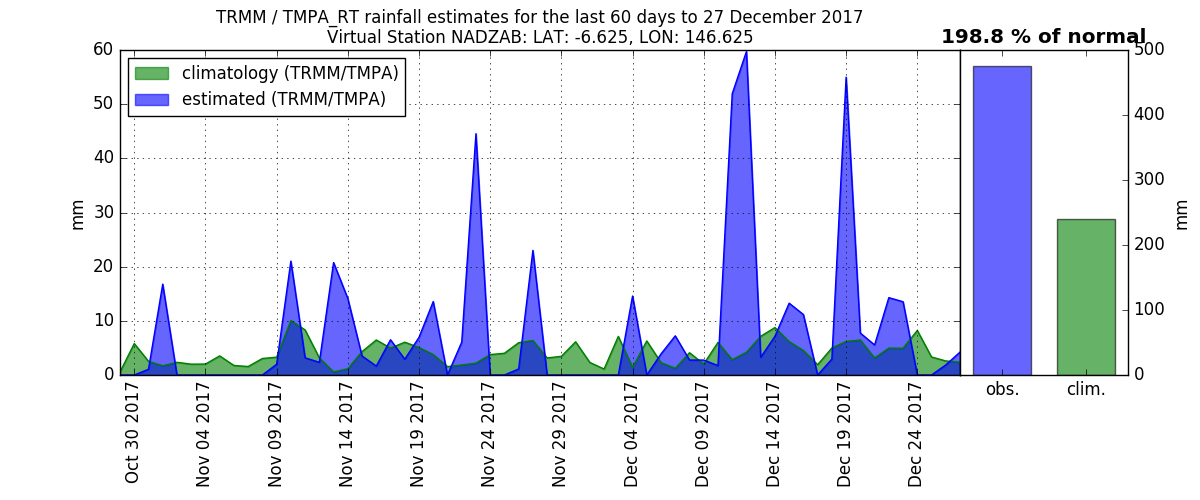 TRMM / TMPA_RT rainfall estimates for the last 60 days to 27 December 2017
Virtual Station NADZAB: LAT: -6.625, LON: 146.625
198.8 % of normal
climatology (TRMM/TMPA)
estimated (TRMM/TMPA)
60
50
40
30
20
10
0
mm
Oct 30 2017
Nov 04 2017
Nov 09 2017
Nov 14 2017
Nov 19 2017
Nov 24 2017
Nov 29 2017
Dec 04 2017
Dec 09 2017
Dec 14 2017
Dec 19 2017
Dec 24 2017
500
400
300
200
100
0
mm
obs.
clim.